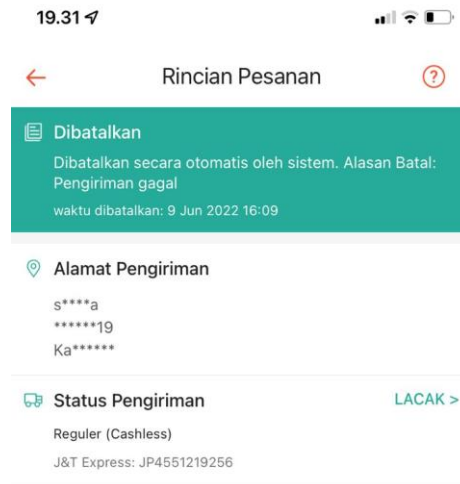 19.31
Rincian Pesanan
Dibatalkan
Dibatalkan secara otomatis oleh sistem. Alasan Batal:
Pengiriman gagal
waktu dibatalkan: 9 Jun 2022 16:09
Alamat Pengiriman
s****a
******19
Ka******
Status Pengiriman LACAK >
Reguler (Cashless)
J&T Express: JP4551219256